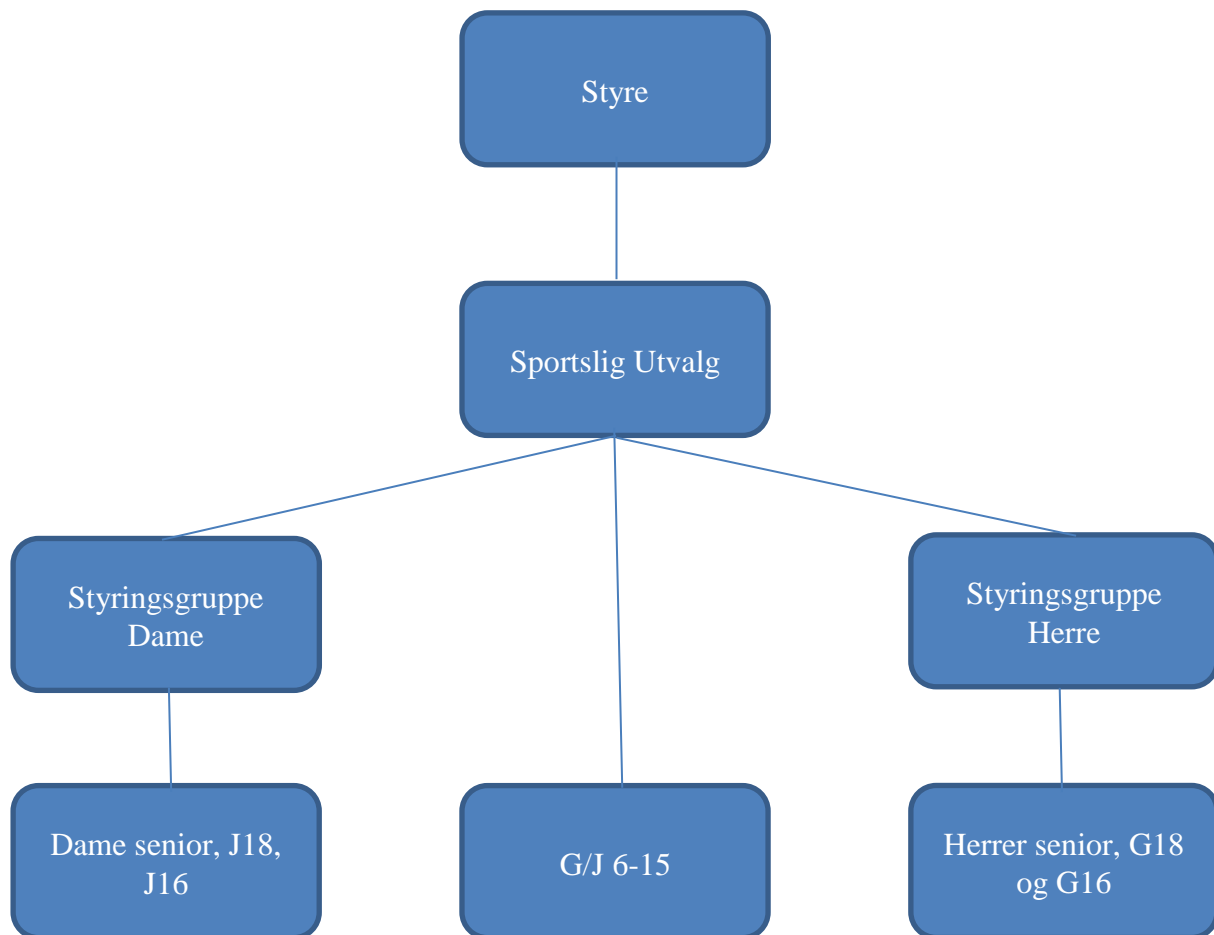 Styre
Sportslig Utvalg
Styringsgruppe
Dame
Styringsgruppe
Herre
Dame senior, J18,
J16
G/J 6-15
Herrer senior, G18
og G16